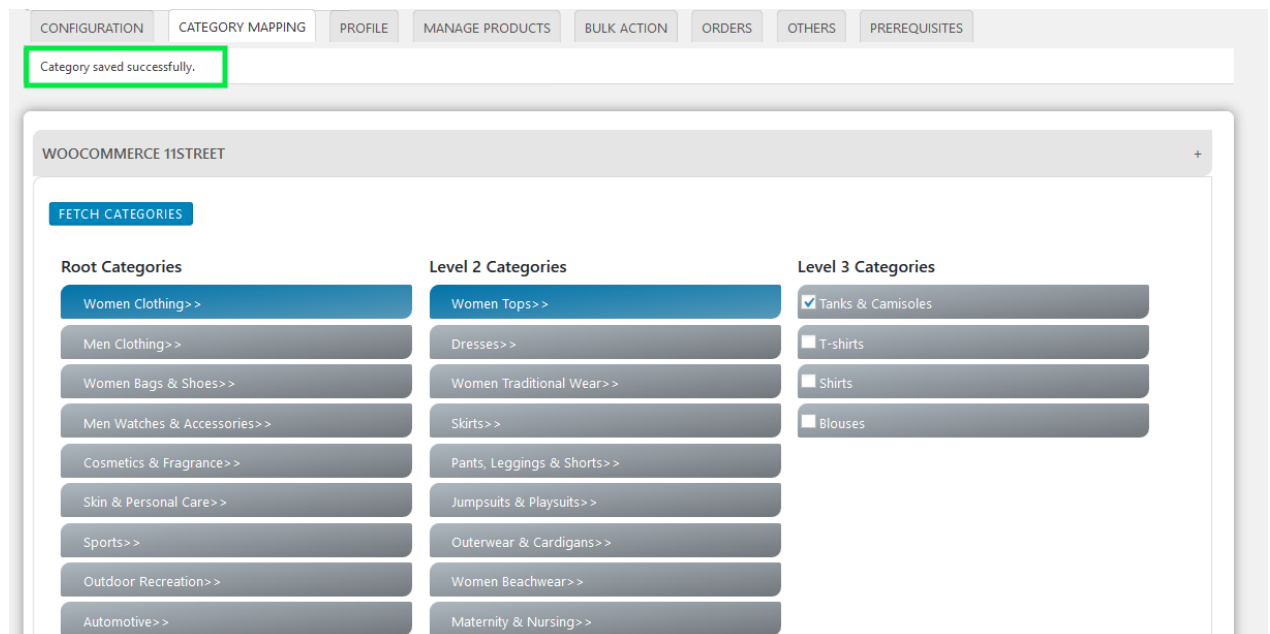 CONFIGURATION CATEGORY MAPPING PROFILE MANAGE PRODUCTS BULK ACTION ORDERS OTHERS PREREQUISITES
Category saved successfully.
WOOCOMMERCE 11STREET +
FETCH CATEGORIES
Root Categories
Women Clothing>>
Men Clothing>>
Women Bags & Shoes>>
Men Watches & Accessories>>
Cosmetics & Fragrance>>
Skin & Personal Care>>
Sports>>
Outdoor Recreation>>
Automotive>>
Level 2 Categories
Women Tops>>
Dresses>>
Women Traditional Wear>>
Skirts>>
Pants, Leggings & Shorts>>
Jumpsuits & Playsuits>>
Outerwear & Cardigans>>
Women Beachwear>>
Maternity & Nursing>>
Level 3 Categories
Tanks & Camisoles
T-shirts
Shirts
Blouses